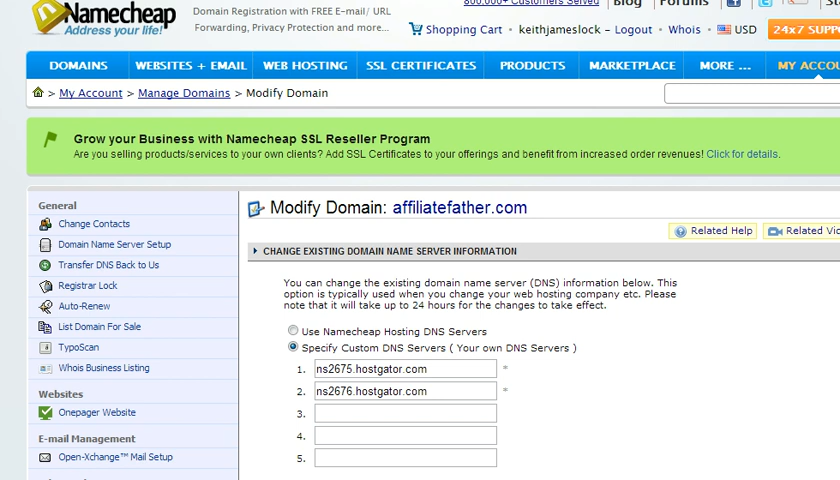 Namecheap
Address your life!
Domain Registration with FREE E-mail/ URL
Forwarding, Privacy Protection and more...
800,000+ Customers Served
Blog
Forums
Shopping Cart • keithjameslock - Logout • Whois • USD
24x7 SUPPO
DOMAINS WEBSITES + EMAIL WEB HOSTING SSL CERTIFICATES PRODUCTS MARKETPLACE MORE ... MY ACCOU
> My Account > Manage Domains > Modify Domain
Grow your Business with Namecheap SSL Reseller Program
Are you selling products/services to your own clients? Add SSL Certificates to your offerings and benefit from increased order revenues! Click for details.
General
Change Contacts
Domain Name Server Setup
Transfer DNS Back to Us
Registrar Lock
Auto-Renew
List Domain For Sale
TypoScan
Whois Business Listing
Websites
Onepager Website
E-mail Management
Open-Xchange™ Mail Setup
Modify Domain: affiliatefather.com
Related Help
Related Vid
CHANGE EXISTING DOMAIN NAME SERVER INFORMATION
You can change the existing domain name server (DNS) information below. This
option is typically used when you change your web hosting company etc. Please
note that it will take up to 24 hours for the changes to take effect.
Use Namecheap Hosting DNS Servers
Specify Custom DNS Servers ( Your own DNS Servers )
1. ns2675.hostgator.com *
2. ns2676.hostgator.com *
3.
4.
5.